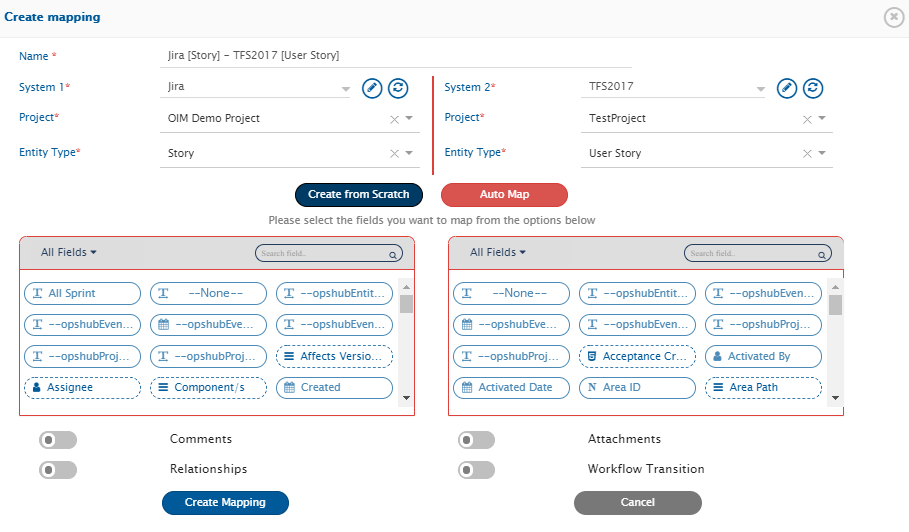 Create mapping
Name *
Jira [Story] - TFS2017 [User Story]
System 1*
Jira
System 2*
TFS2017
Project*
OIM Demo Project
Project*
TestProject
Entity Type*
Story
Entity Type*
User Story
Create from Scratch
Auto Map
Please select the fields you want to map from the options below
All Fields
Search field..
All Fields
Search field..
All Sprint
--None--
--opshubEntit...
--None--
--opshubEntit...
--opshubEven...
--opshubEven...
--opshubEve...
--opshubEven...
--opshubEve...
--opshubEven...
--opshubProj...
--opshubProj...
--opshubProj...
Affects Versio...
--opshubProj...
Acceptance Cr...
Activated By
Assignee
Component/s
Created
Activated Date
N Area ID
Area Path
Comments
Attachments
Relationships
Workflow Transition
Create Mapping
Cancel